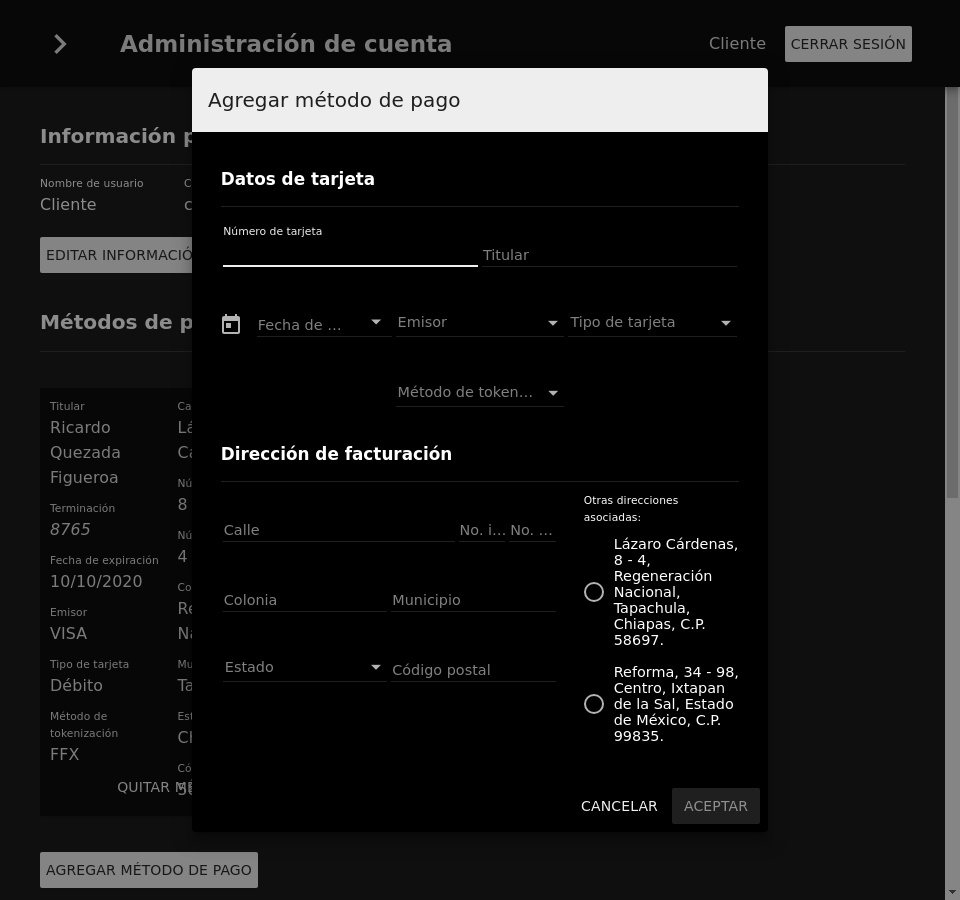 Administración de cuenta
Cliente
CERRAR SESIÓN
Información p
Nombre de usuario
Cliente
EDITAR INFORMACIÓ
Métodos de p
Titular
Ricardo
Quezada
Figueroa
Terminación
8765
Fecha de expiración
10/10/2020
Emisor
VISA
Tipo de tarjeta
Débito
Método de
tokenización
FFX
Ca
Lá
Cá
Nú
8
Nú
4
Co
Re
Na
Mu
Ta
Est
Ch
Có
QUITAR MÉ
AGREGAR MÉTODO DE PAGO
Agregar método de pago
Datos de tarjeta
Número de tarjeta
Titular
Fecha de ...
Emisor
Tipo de tarjeta
Método de token...
Dirección de facturación
Calle
No. i...
No. ...
Colonia
Municipio
Estado
Código postal
Otras direcciones
asociadas:
Lázaro Cárdenas,
8 - 4,
Regeneración
Nacional,
Tapachula,
Chiapas, C.P.
58697.
Reforma, 34 - 98,
Centro, Ixtapan
de la Sal, Estado
de México, C.P.
99835.
CANCELAR
ACEPTAR